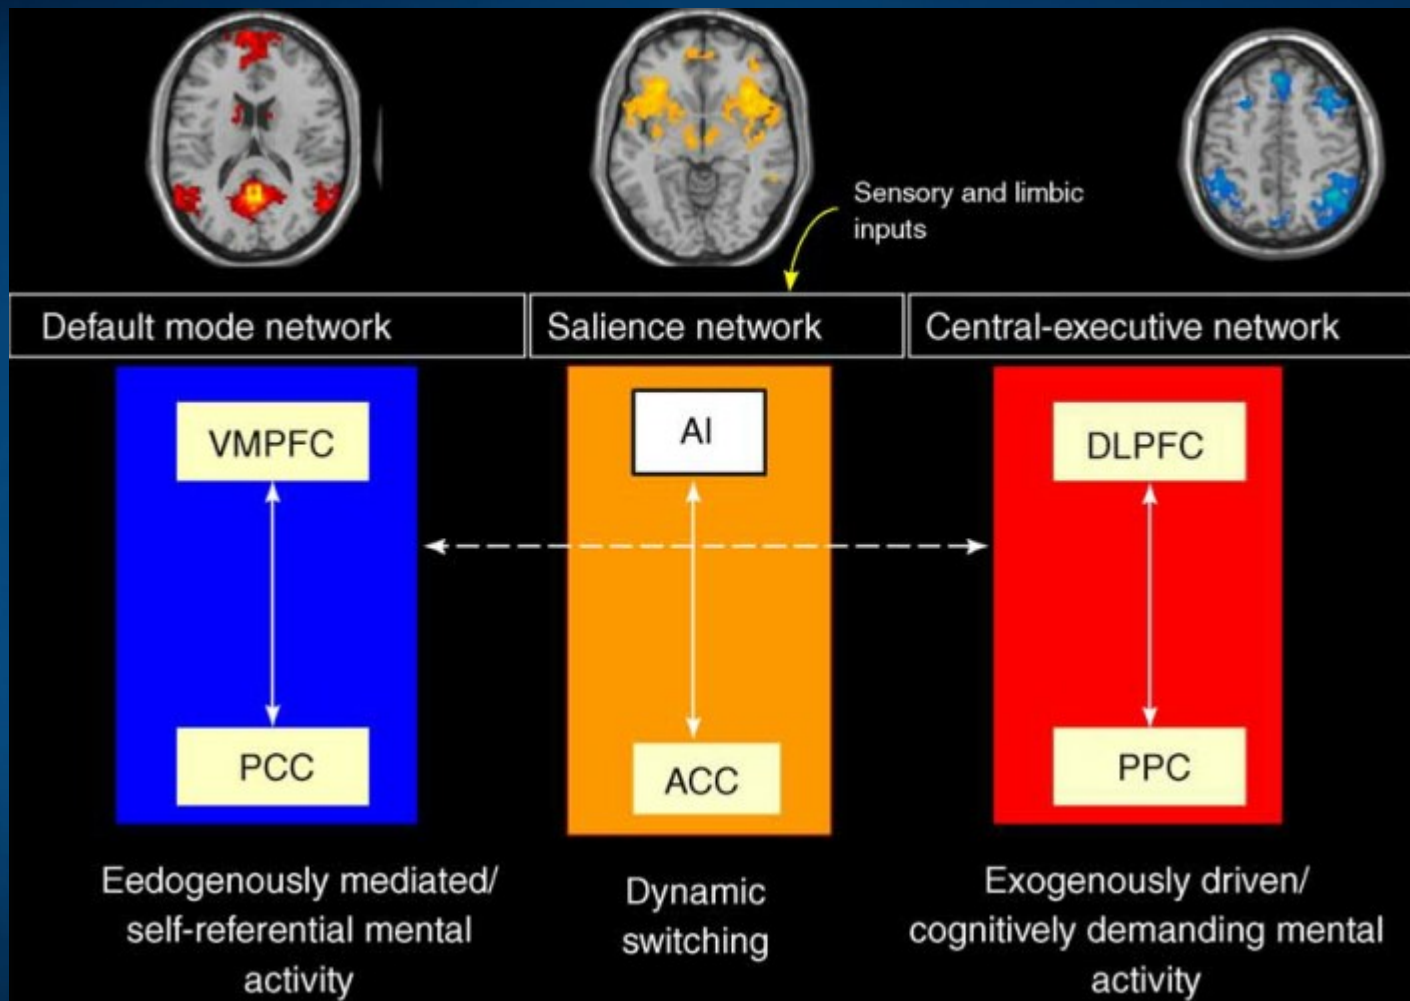 Sensory and limbic
inputs
Default mode network
Salience network
Central-executive network
VMPFC
AI
DLPFC
PCC
ACC
PPC
Eedogenously mediated/
self-referential mental
activity
Dynamic
switching
Exogenously driven/
cognitively demanding mental
activity